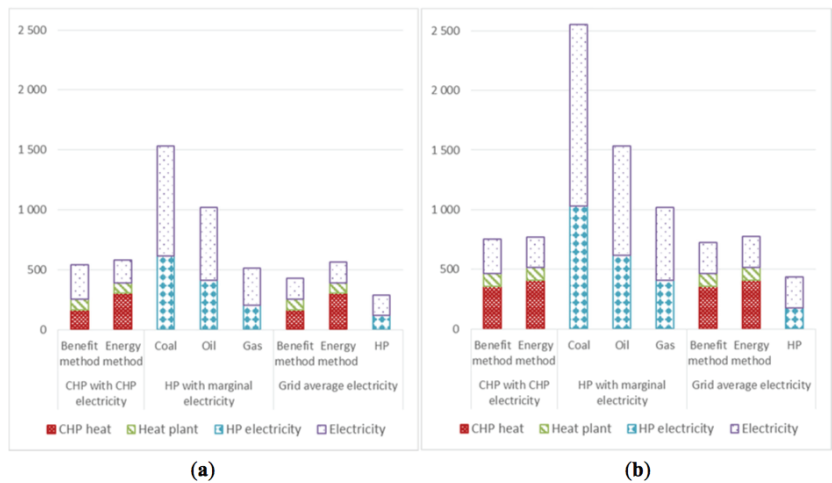 2 500
2 000
1 500
1 000
500
0
Benefit method
Energy method
Coal
Oil
Gas
Benefit method
Energy method
HP
CHP with CHP electricity
HP with marginal electricity
Grid average electricity
CHP heat
Heat plant
HP electricity
Electricity
(a)
2 500
2 000
1 500
1 000
500
0
Benefit method
Energy method
Coal
Oil
Gas
Benefit method
Energy method
HP
CHP with CHP electricity
HP with marginal electricity
Grid average electricity
CHP heat
Heat plant
HP electricity
Electricity
(b)